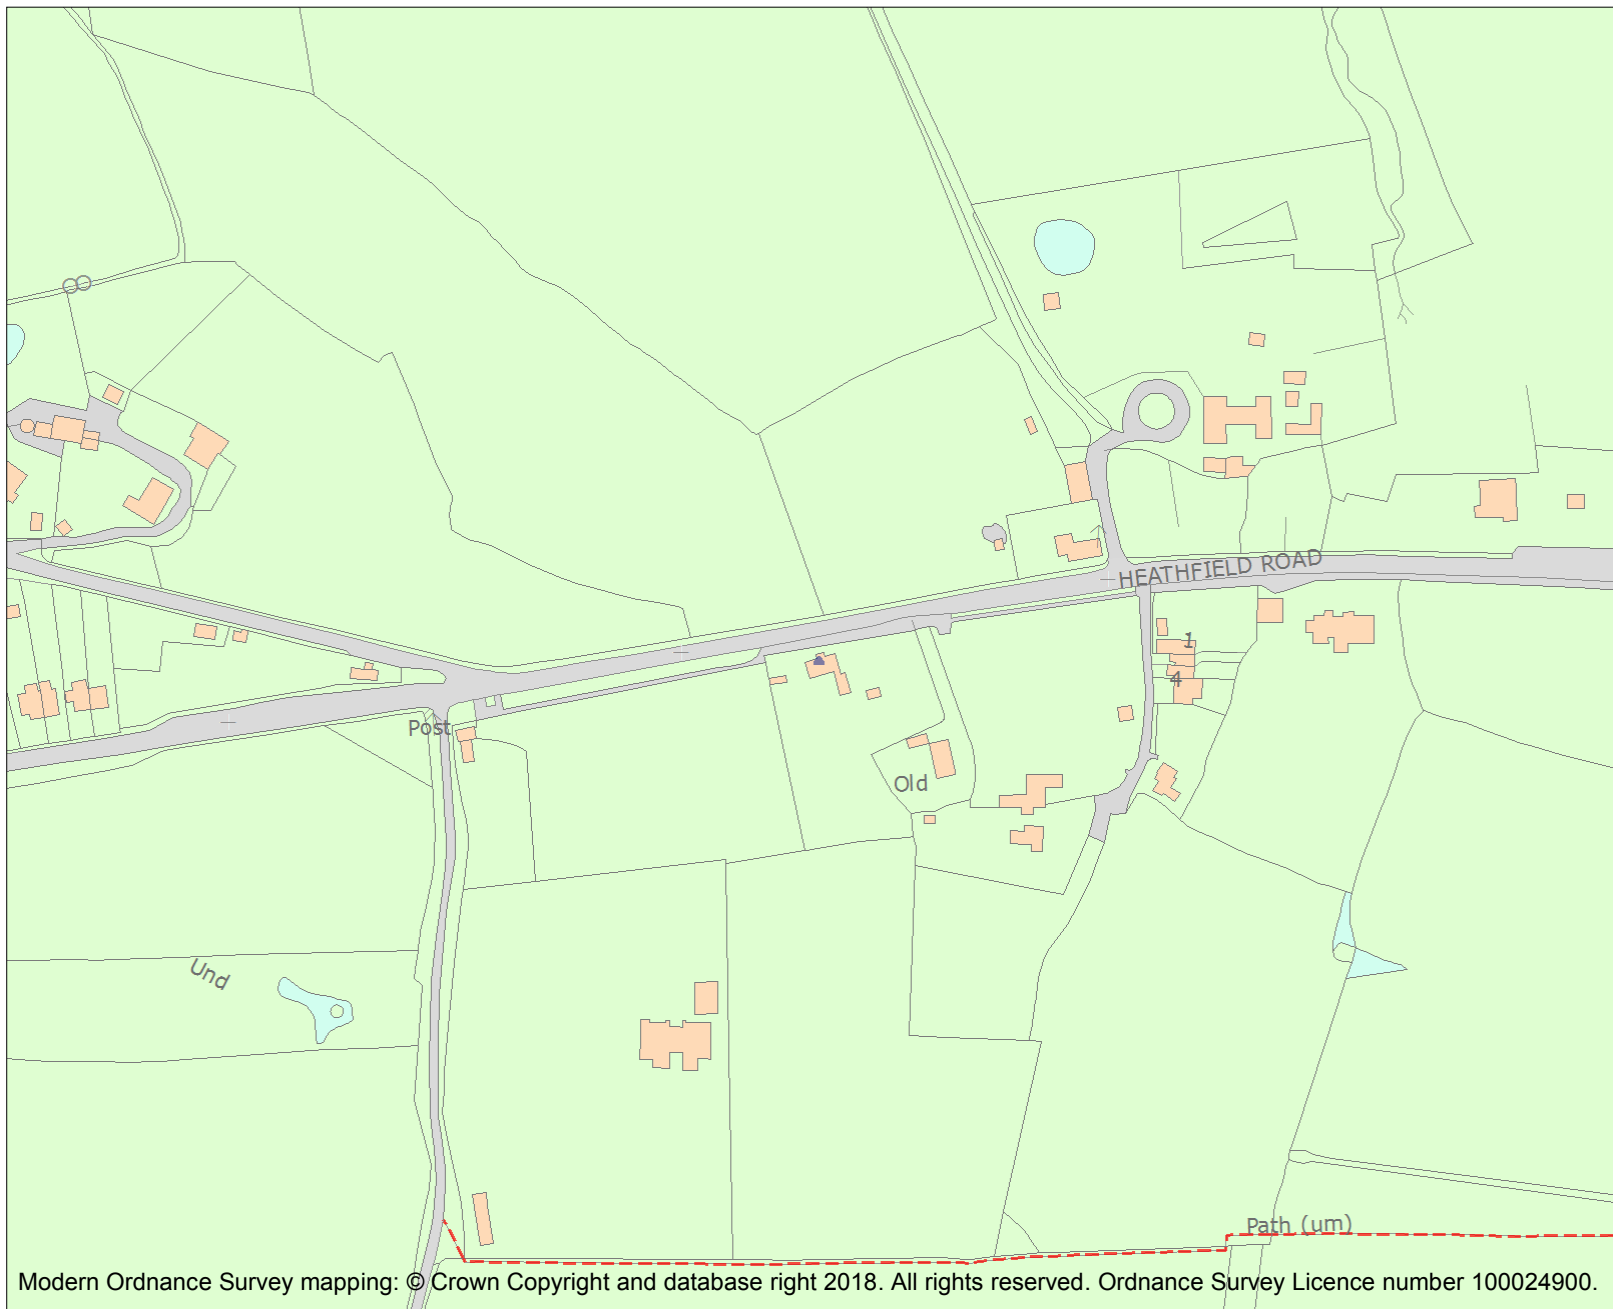 HEATHFIELD ROAD
1
4
Post
Old
Und
Path (um)
Modern Ordnance Survey mapping: © Crown Copyright and database right 2018. All rights reserved. Ordnance Survey Licence number 100024900.